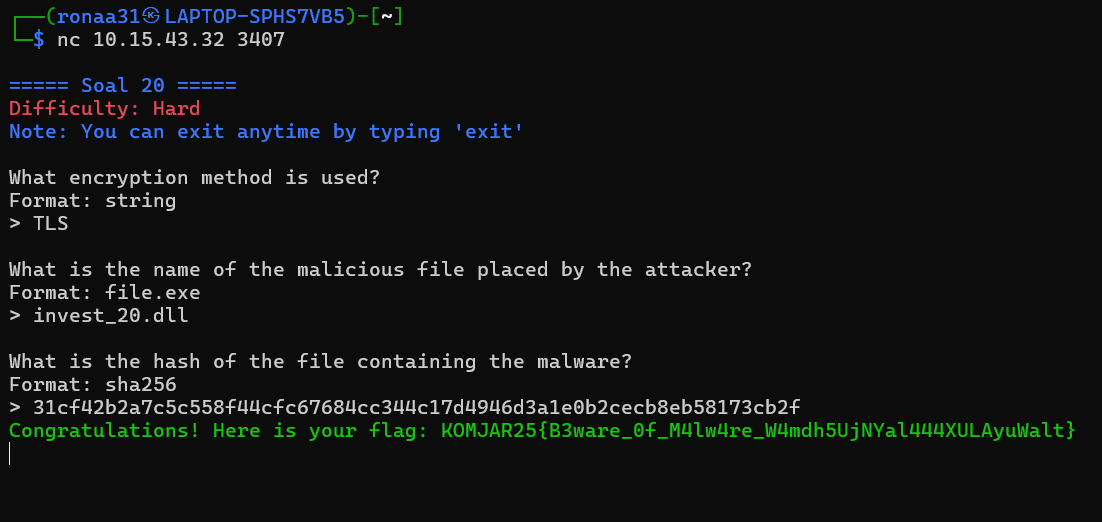 ┌──(ronaa31㉿LAPTOP-SPHS7VB5)-[~]
└─$ nc 10.15.43.32 3407
===== Soal 20 =====
Difficulty: Hard
Note: You can exit anytime by typing 'exit'
What encryption method is used?
Format: string
> TLS
What is the name of the malicious file placed by the attacker?
Format: file.exe
> invest_20.dll
What is the hash of the file containing the malware?
Format: sha256
> 31cf42b2a7c5c558f44cfc67684cc344c17d4946d3a1e0b2cecb8eb58173cb2f
Congratulations! Here is your flag: KOMJAR25{B3ware_0f_M4lw4re_W4mdh5UjNYal444XULAyuWalt}